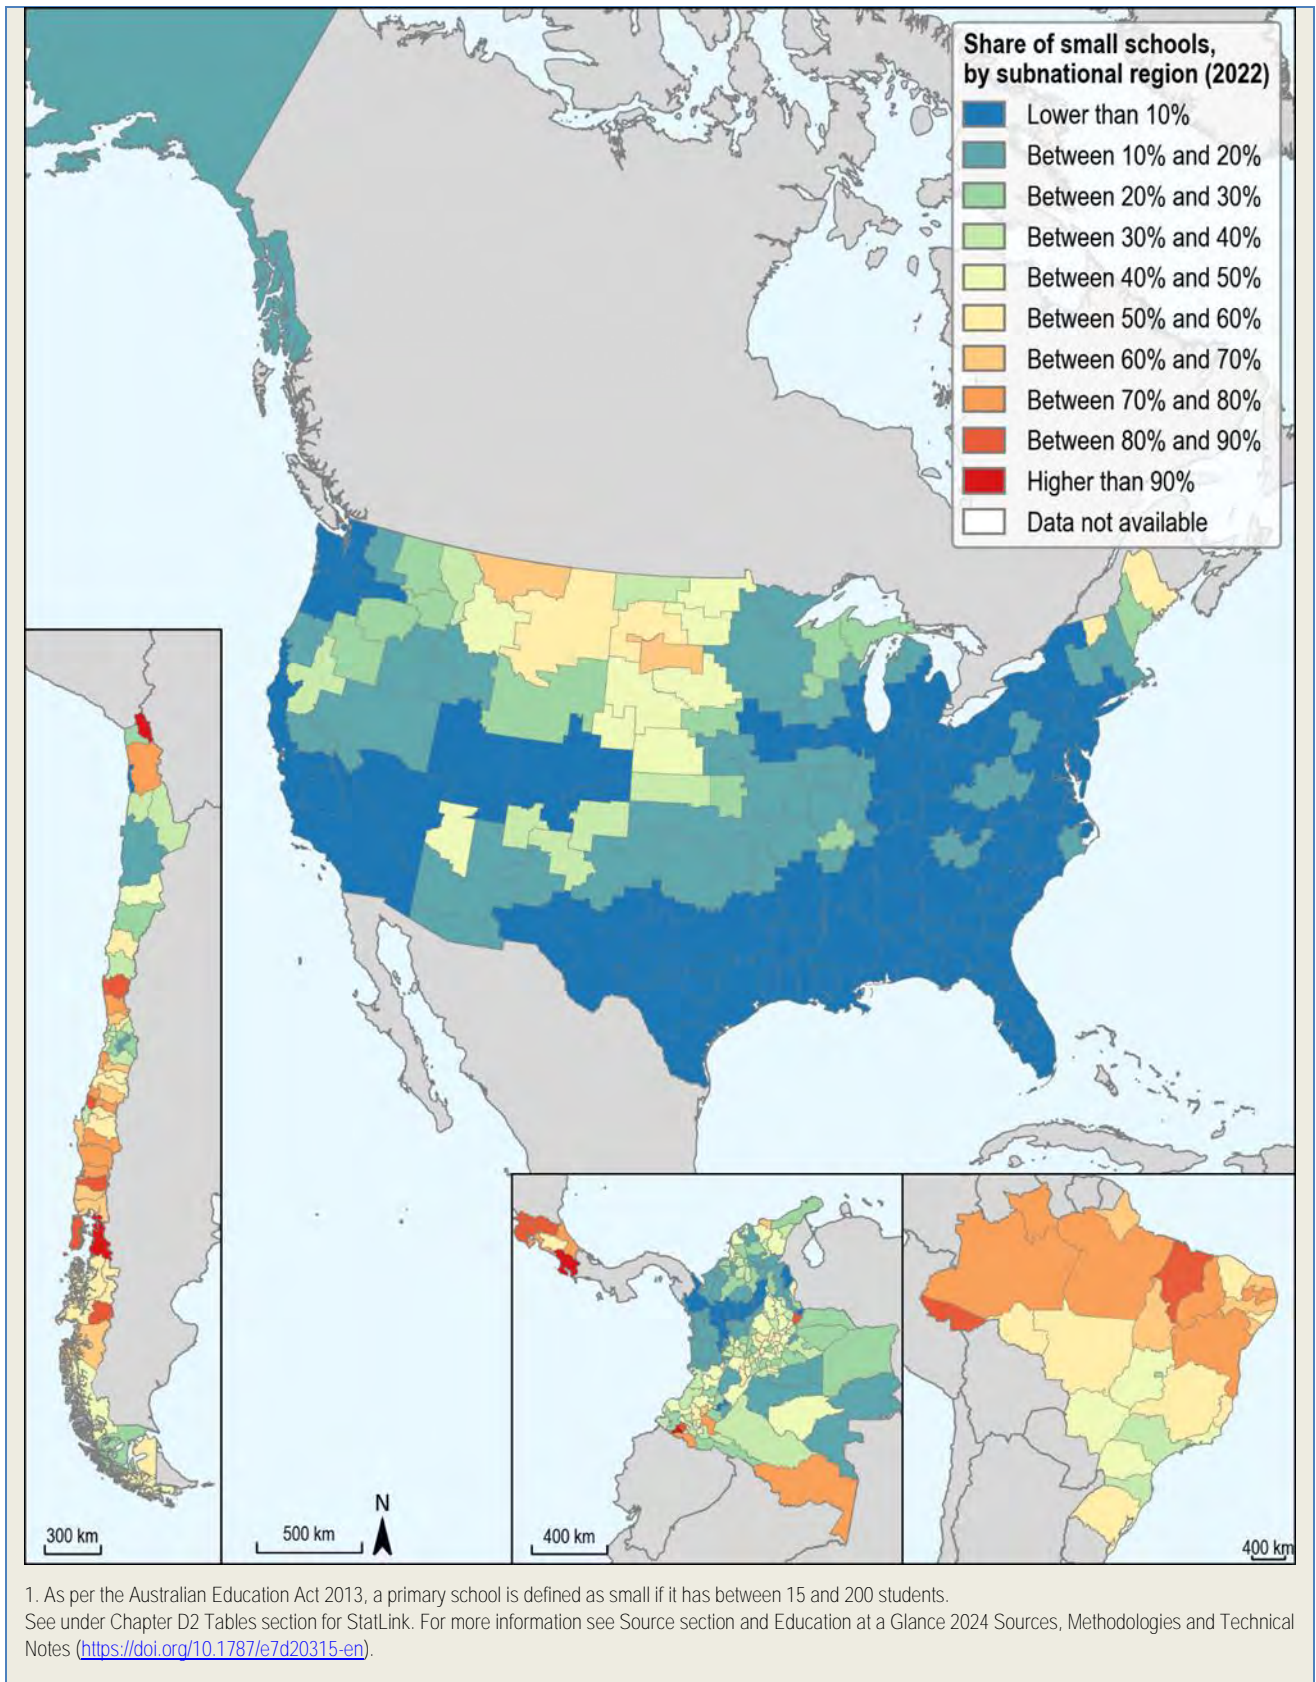 Share of small schools,
by subnational region (2022)
Lower than 10%
Between 10% and 20%
Between 20% and 30%
Between 30% and 40%
Between 40% and 50%
Between 50% and 60%
Between 60% and 70%
Between 70% and 80%
Between 80% and 90%
Higher than 90%
Data not available
300 km
500 km
N
400 km
400 km
1. As per the Australian Education Act 2013, a primary school is defined as small if it has between 15 and 200 students.
See under Chapter D2 Tables section for StatLink. For more information see Source section and Education at a Glance 2024 Sources, Methodologies and Technical
Notes (https://doi.org/10.1787/e7d20315-en).